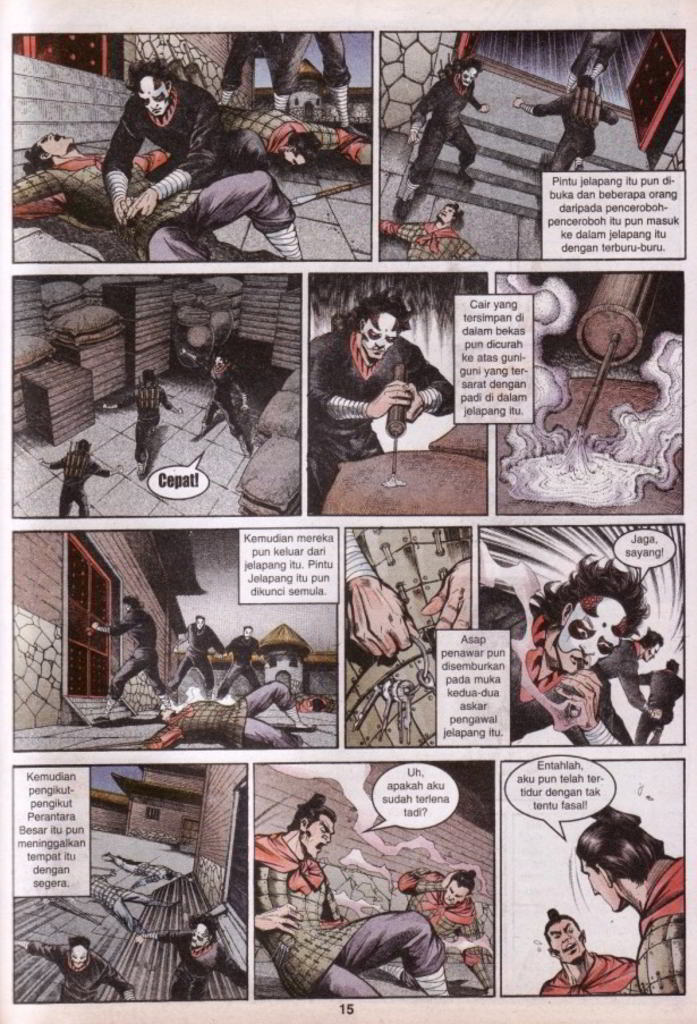 Pintu jelapang itu pun di-
buka dan beberapa orang
daripada penceroboh-
penceroboh itu pun masuk
ke dalam jelapang itu
dengan terburu-buru.
Cepat!
Cair yang
tersimpan di
dalam bekas
pun dicurah
ke atas guni-
guni yang ter-
sarat dengan
padi di dalam
jelapang itu.
Kemudian mereka
pun keluar dari
jelapang itu. Pintu
Jelapang itu pun
dikunci semula.
Asap
penawar pun
disemburkan
pada muka
kedua-dua
askar
pengawal
jelapang itu.
Jaga,
sayang!
Kemudian
pengikut-
pengikut
Perantara
Besar itu pun
meninggalkan
tempat itu
dengan
segera.
Uh,
apakah aku
sudah terlena
tadi?
Entahlah,
aku pun telah ter-
tidur dengan tak
tentu fasal!
15